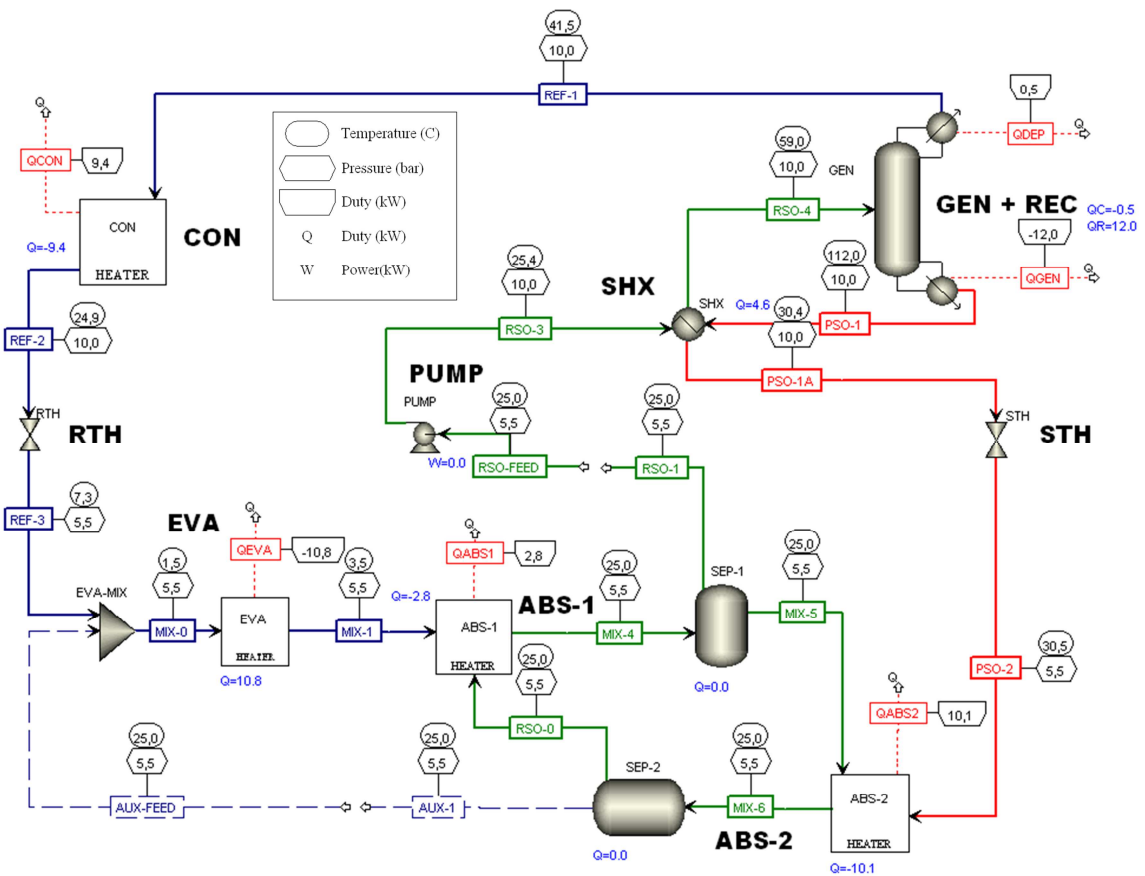 41,5
10,0
REF-1
Q
QCON
9,4
CON
HEATER
CON
Q=-9.4
Temperature (C)
Pressure (bar)
Duty (kW)
Q
Duty (kW)
W
Power(kW)
59,0
10,0
RSO-4
GEN
0,5
QDEP
Q
GEN + REC
QC=-0.5
QR=12.0
-12,0
QGEN
Q
112,0
10,0
PSO-1
SHX
SHX
Q=4.6
30,4
10,0
PSO-1A
25,4
10,0
RSO-3
24,9
10,0
REF-2
RTH
RTH
PUMP
PUMP
W=0.0
25,0
5,5
RSO-FEED
25,0
5,5
RSO-1
STH
STH
7,3
5,5
REF-3
EVA
Q
QEVA
-10,8
EVA-MIX
1,5
5,5
MIX-0
EVA
HEATER
Q=10.8
3,5
5,5
MIX-1
Q
QABS1
2,8
Q=-2.8
ABS-1
HEATER
ABS-1
25,0
5,5
MIX-4
SEP-1
Q=0.0
25,0
5,5
MIX-5
30,5
5,5
PSO-2
25,0
5,5
RSO-0
Q
QABS2
10,1
25,0
5,5
AUX-FEED
25,0
5,5
AUX-1
SEP-2
Q=0.0
25,0
5,5
MIX-6
ABS-2
ABS-2
HEATER
Q=-10.1